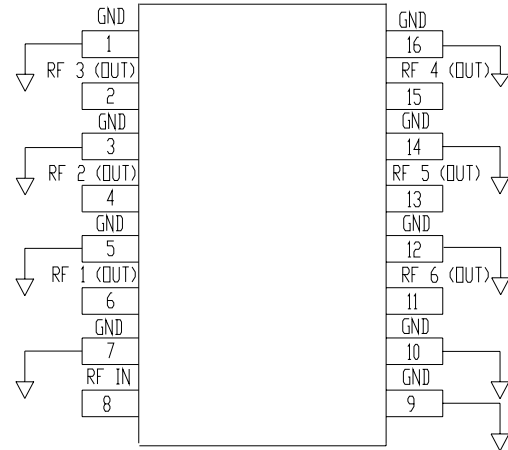 GND
1
RF 3 (OUT)
2
GND
3
RF 2 (OUT)
4
GND
5
RF 1 (OUT)
6
GND
7
RF IN
8
GND
16
RF 4 (OUT)
15
GND
14
RF 5 (OUT)
13
GND
12
RF 6 (OUT)
11
GND
10
GND
9